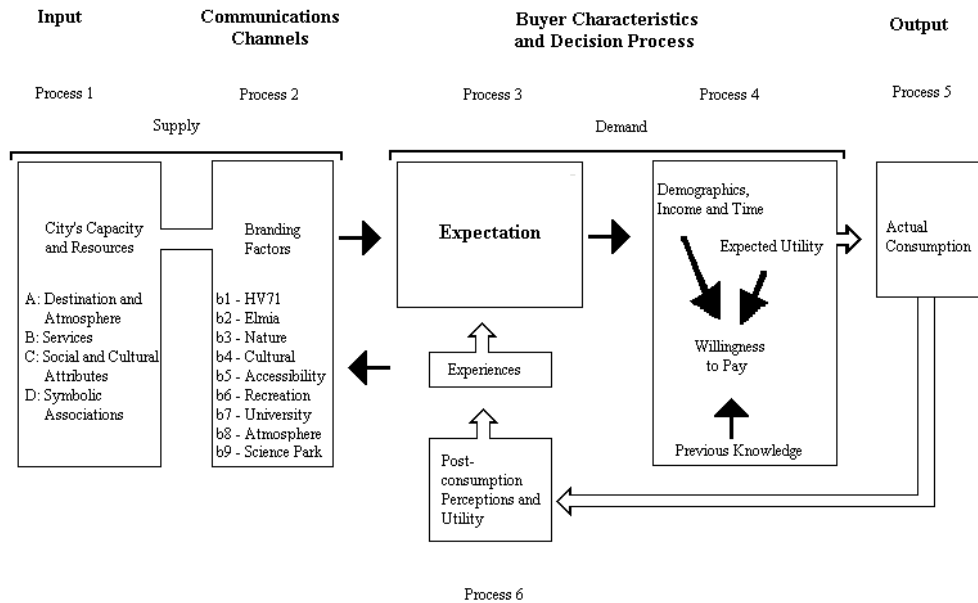 Input
Communications
Channels
Buyer Characteristics
and Decision Process
Output
Process 1
Process 2
Process 3
Process 4
Process 5
Supply
Demand
City's Capacity
and Resources
A: Destination and
Atmosphere
B: Services
C: Social and Cultural
Attributes
D: Symbolic
Associations
Branding
Factors
b1 - HV71
b2 - Elmia
b3 - Nature
b4 - Cultural
b5 - Accessibility
b6 - Recreation
b7 - University
b8 - Atmosphere
b9 - Science Park
Expectation
Experiences
Post-
consumption
Perceptions and
Utility
Demographics,
Income and Time
Expected Utility
Willingness
to Pay
Previous Knowledge
Actual
Consumption
Process 6